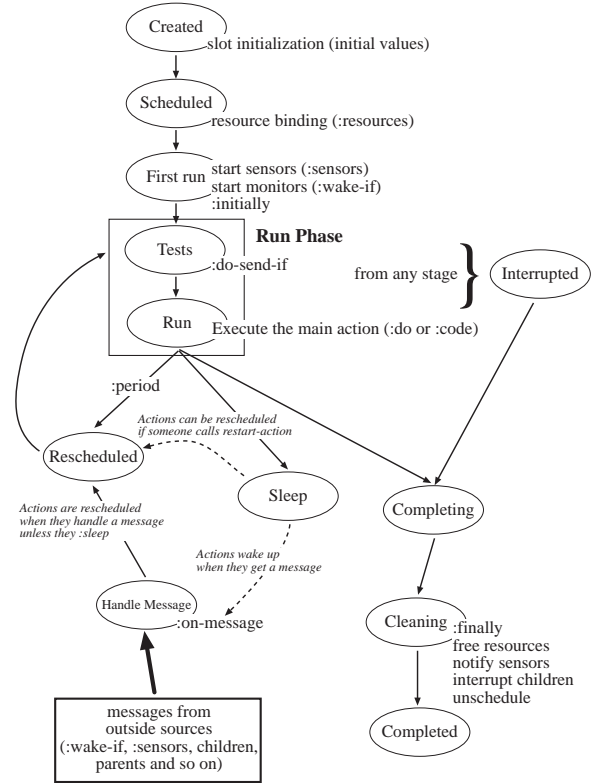 Created
slot initialization (initial values)
Scheduled
resource binding (:resources)
First run
start sensors (:sensors)
start monitors (:wake-if)
:initially
Run Phase
Tests
:do-send-if
from any stage
}
Interrupted
Run
Execute the main action (:do or :code)
:period
Actions can be rescheduled
if someone calls restart-action
Rescheduled
Sleep
Completing
Actions are rescheduled
when they handle a message
unless they :sleep
Actions wake up
when they get a message
Handle Message
:on-message
Cleaning
:finally
free resources
notify sensors
interrupt children
unschedule
messages from
outside sources
(:wake-if, :sensors, children,
parents and so on)
Completed